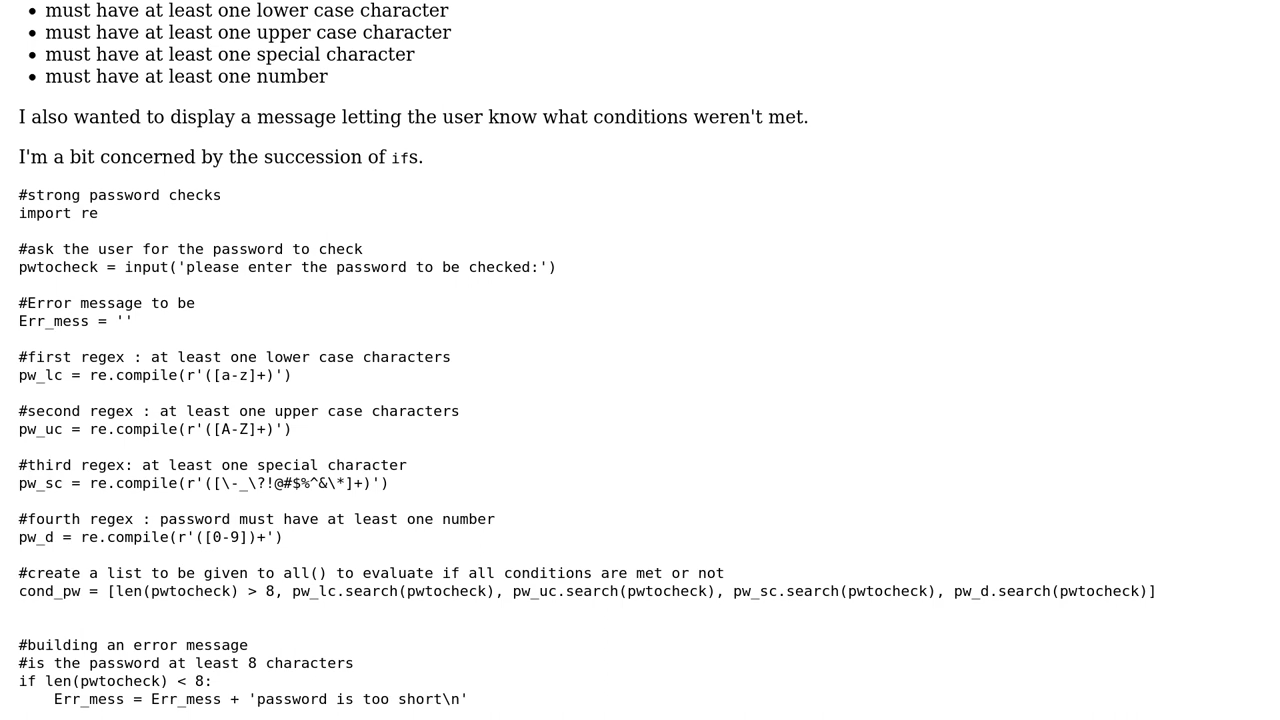 • must have at least one lower case character
• must have at least one upper case character
• must have at least one special character
• must have at least one number
I also wanted to display a message letting the user know what conditions weren't met.
I'm a bit concerned by the succession of ifs.
#strong password checks
import re
#ask the user for the password to check
pwtocheck = input('please enter the password to be checked:')
#Error message to be
Err_mess = ''
#first regex : at least one lower case characters
pw_lc = re.compile(r'([a-z]+)')
#second regex : at least one upper case characters
pw_uc = re.compile(r'([A-Z]+)')
#third regex: at least one special character
pw_sc = re.compile(r'([\-_\?!@#$%^&\*]+)')
#fourth regex : password must have at least one number
pw_d = re.compile(r'([0-9])+')
#create a list to be given to all() to evaluate if all conditions are met or not
cond_pw = [len(pwtocheck) > 8, pw_lc.search(pwtocheck), pw_uc.search(pwtocheck), pw_sc.search(pwtocheck), pw_d.search(pwtocheck)]
#building an error message
#is the password at least 8 characters
if len(pwtocheck) < 8:
    Err_mess = Err_mess + 'password is too short\n'